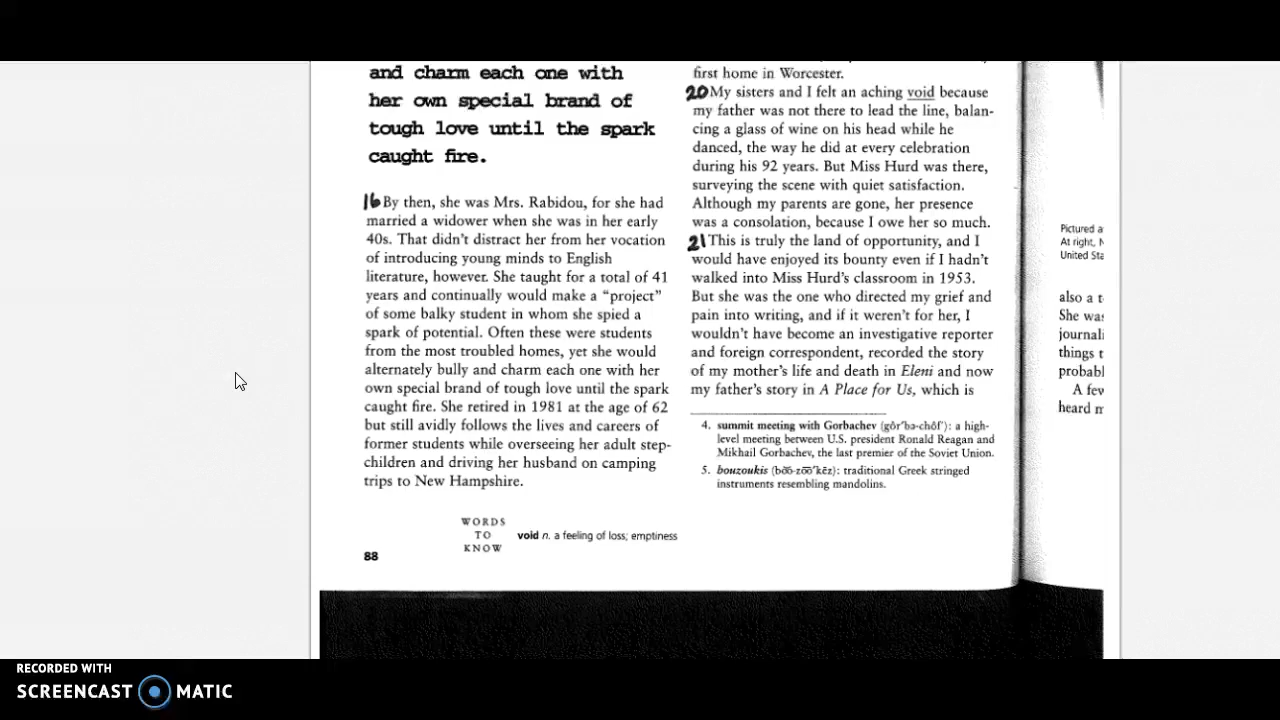 and charm each one with
her own special brand of
tough love until the spark
caught fire.
16 By then, she was Mrs. Rabidou, for she had
married a widower when she was in her early
40s. That didn't distract her from her vocation
of introducing young minds to English
literature, however. She taught for a total of 41
years and continually would make a "project"
of some balky student in whom she spied a
spark of potential. Often these were students
from the most troubled homes, yet she would
alternately bully and charm each one with her
own special brand of tough love until the spark
caught fire. She retired in 1981 at the age of 62
but still avidly follows the lives and careers of
former students while overseeing her adult step-
children and driving her husband on camping
trips to New Hampshire.
first home in Worcester.
20 My sisters and I felt an aching void because
my father was not there to lead the line, balan-
cing a glass of wine on his head while he
danced, the way he did at every celebration
during his 92 years. But Miss Hurd was there,
surveying the scene with quiet satisfaction.
Although my parents are gone, her presence
was a consolation, because I owe her so much.
21 This is truly the land of opportunity, and I
would have enjoyed its bounty even if I hadn't
walked into Miss Hurd's classroom in 1953.
But she was the one who directed my grief and
pain into writing, and if it weren't for her, I
wouldn't have become an investigative reporter
and foreign correspondent, recorded the story
of my mother's life and death in Eleni and now
my father's story in A Place for Us, which is
4. summit meeting with Gorbachev (gôr′bə-chôf′): a high-
level meeting between U.S. president Ronald Reagan and
Mikhail Gorbachev, the last premier of the Soviet Union.
5. bouzoukis (bŏŏ-zōō′kēz): traditional Greek stringed
instruments resembling mandolins.
WORDS
TO
KNOW
void n. a feeling of loss; emptiness
88
Pictured a
At right, N
United Sta
also a t
She was
journali
things t
probabl
A few
heard m
RECORDED WITH
SCREENCAST MATIC